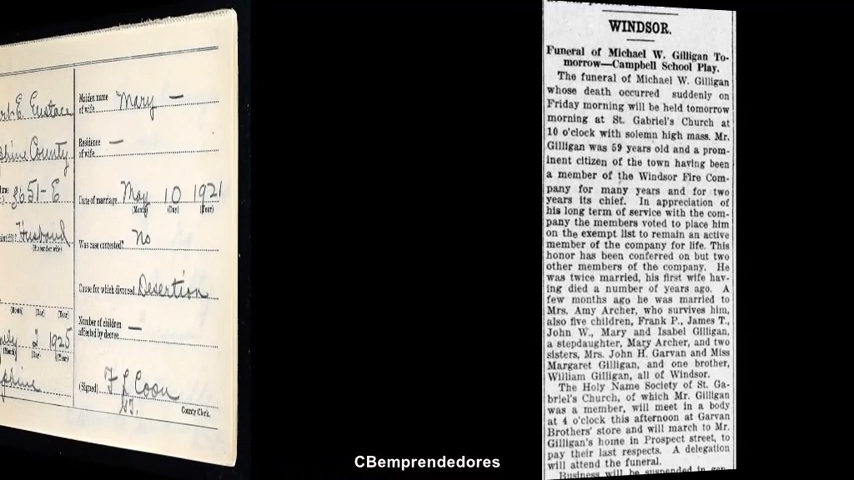 Eustace
Maiden name
of wife Mary —
Residence
of wife —
County
3651-E
Date of marriage May 10 1921
(Month) (Day) (Year)
Husband
Was case contested? No
Cause for which divorced Desertion
(Month) (Day) (Year)
Number of children
affected by decree —
2 1925
(Month) (Day) (Year)
(Signed) F L Coon
County Clerk.
WINDSOR.
Funeral of Michael W. Gilligan To-
morrow—Campbell School Play.
The funeral of Michael W. Gilligan
whose death occurred suddenly on
Friday morning will be held tomorrow
morning at St. Gabriel's Church at
10 o'clock with solemn high mass. Mr.
Gilligan was 59 years old and a prom-
inent citizen of the town having been
a member of the Windsor Fire Com-
pany for many years and for two
years its chief. In appreciation of
his long term of service with the com-
pany the members voted to place him
on the exempt list to remain an active
member of the company for life. This
honor has been conferred on but two
other members of the company. He
was twice married, his first wife hav-
ing died a number of years ago. A
few months ago he was married to
Mrs. Amy Archer, who survives him,
also five children, Frank P., James T.,
John W., Mary and Isabel Gilligan,
a stepdaughter, Mary Archer, and two
sisters, Mrs. John H. Garvan and Miss
Margaret Gilligan, and one brother,
William Gilligan, all of Windsor.
The Holy Name Society of St. Ga-
briel's Church, of which Mr. Gilligan
was a member, will meet in a body
at 4 o'clock this afternoon at Garvan
Brothers' store and will march to Mr.
Gilligan's home in Prospect street, to
pay their last respects. A delegation
will attend the funeral.
Business will be suspended in
CBemprendedores